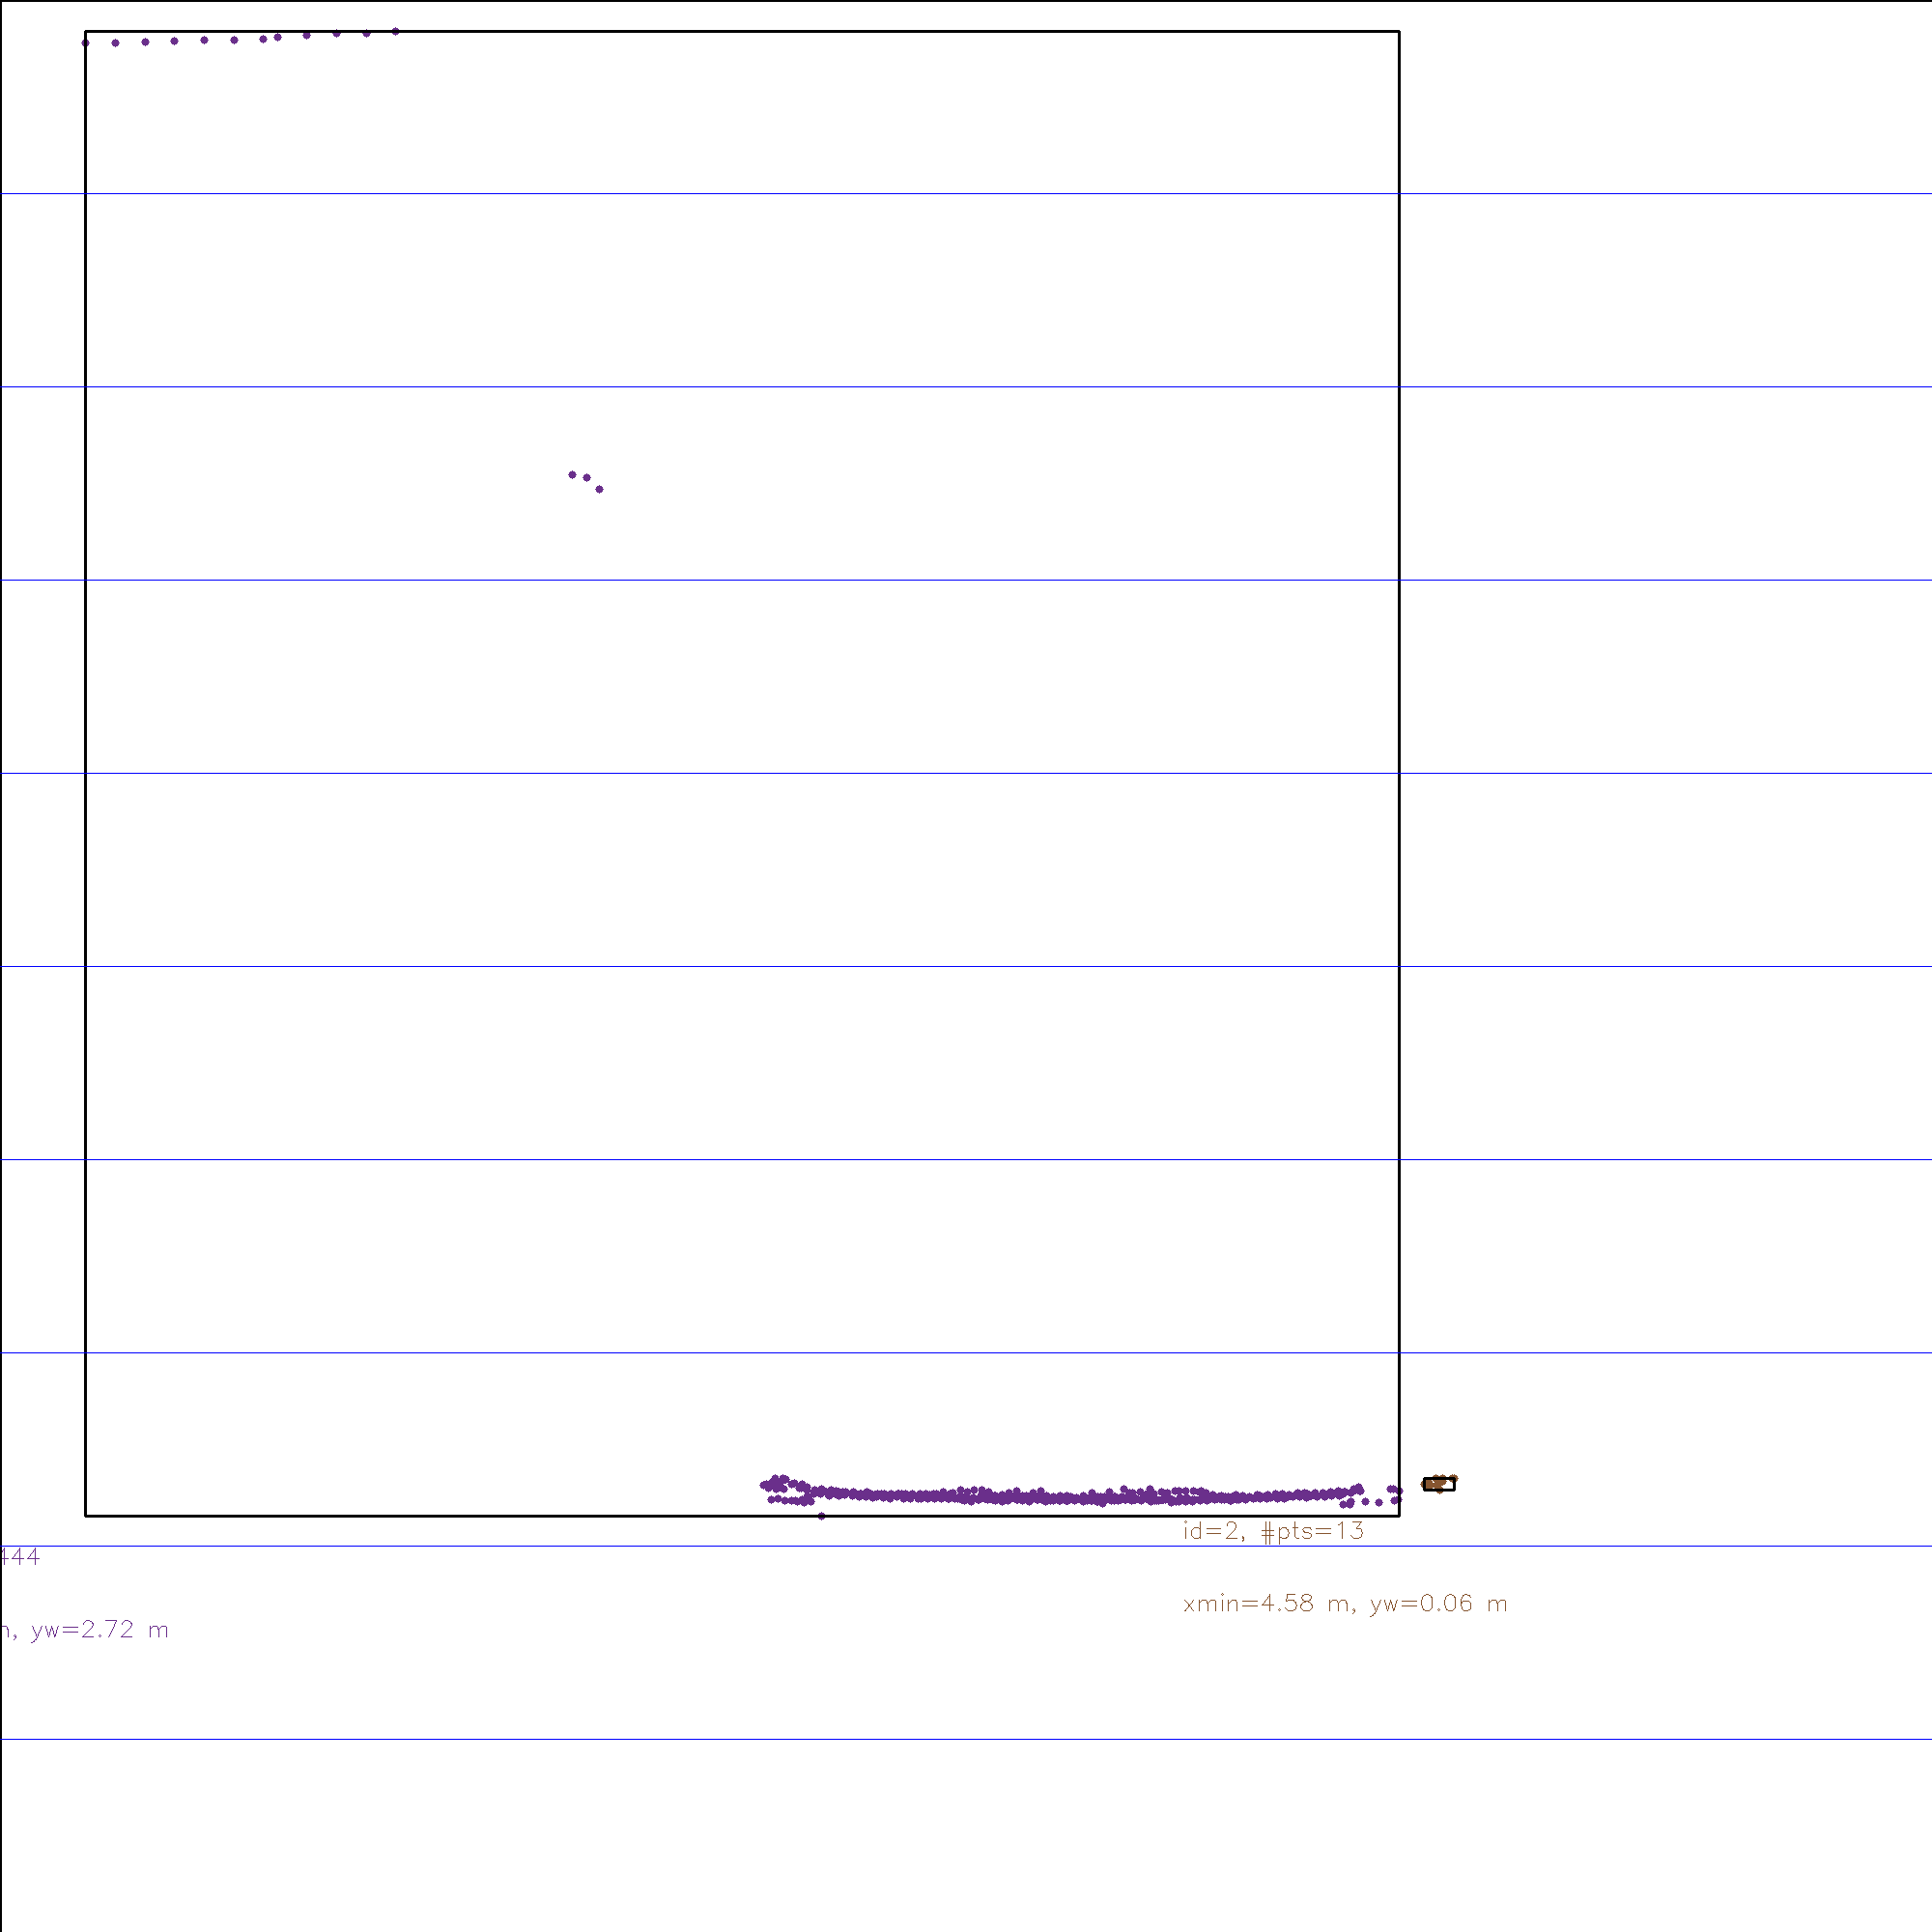 id=2, #pts=13
444
xmin=4.58 m, yw=0.06 m
, yw=2.72 m